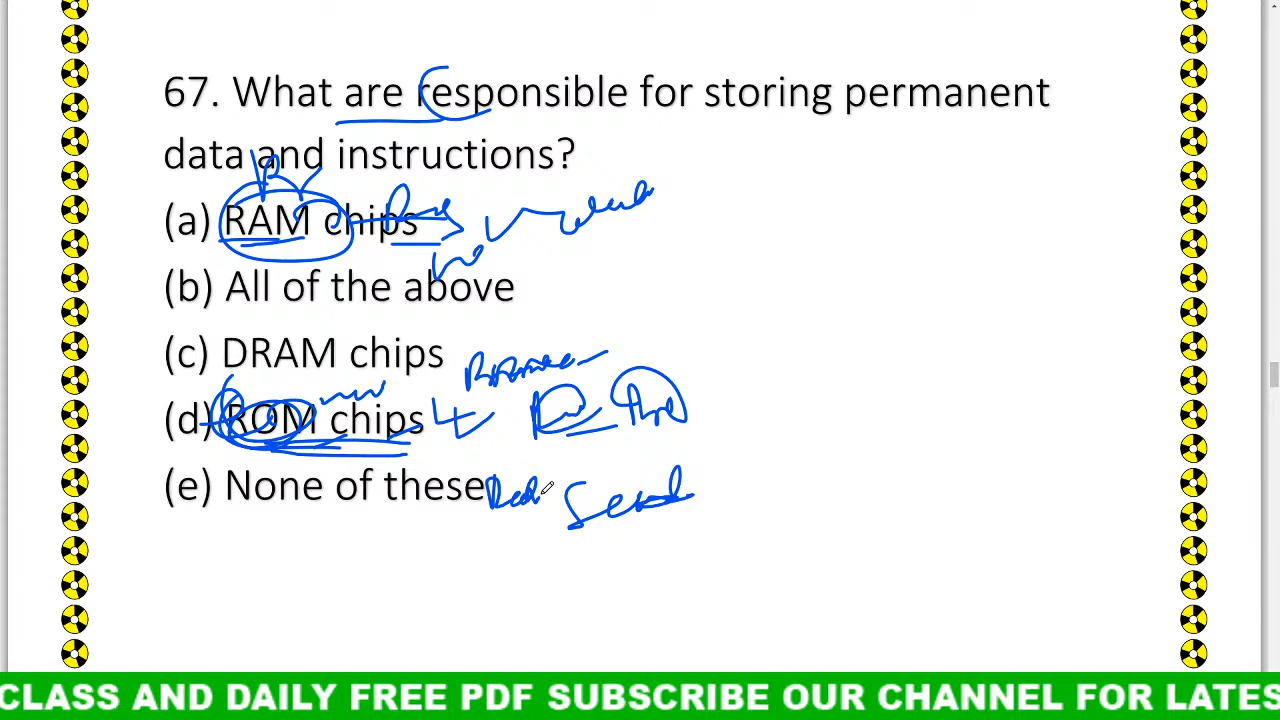 67. What are responsible for storing permanent
data and instructions?
(a) RAM chips
(b) All of the above
(c) DRAM chips
(d) ROM chips
(e) None of these
CLASS AND DAILY FREE PDF SUBSCRIBE OUR CHANNEL FOR LATES